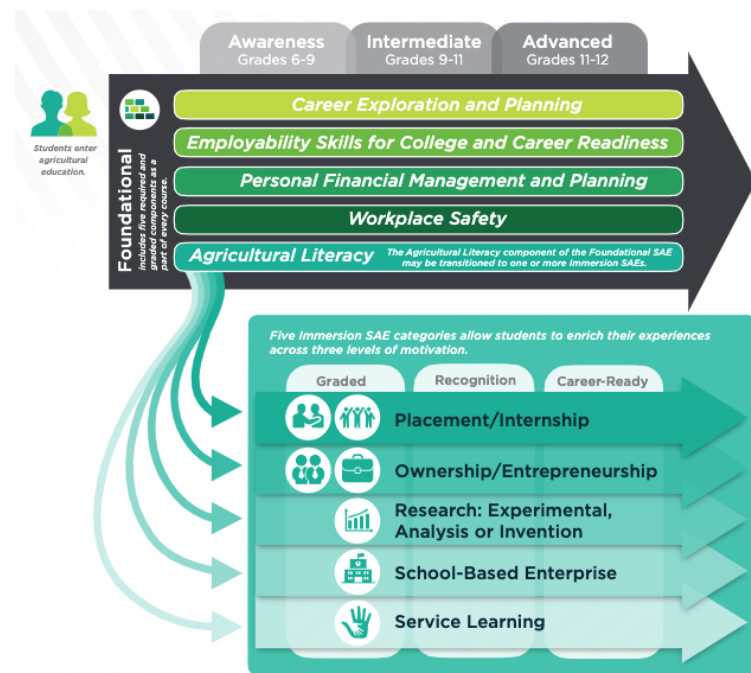 Awareness
Grades 6-9
Intermediate
Grades 9-11
Advanced
Grades 11-12
Students enter
agricultural
education.
Foundational
includes five required and
graded components as a
part of every course.
Career Exploration and Planning
Employability Skills for College and Career Readiness
Personal Financial Management and Planning
Workplace Safety
Agricultural Literacy
The Agricultural Literacy component of the Foundational SAE
may be transitioned to one or more Immersion SAEs.
Five Immersion SAE categories allow students to enrich their experiences
across three levels of motivation.
Graded
Recognition
Career-Ready
Placement/Internship
Ownership/Entrepreneurship
Research: Experimental,
Analysis or Invention
School-Based Enterprise
Service Learning